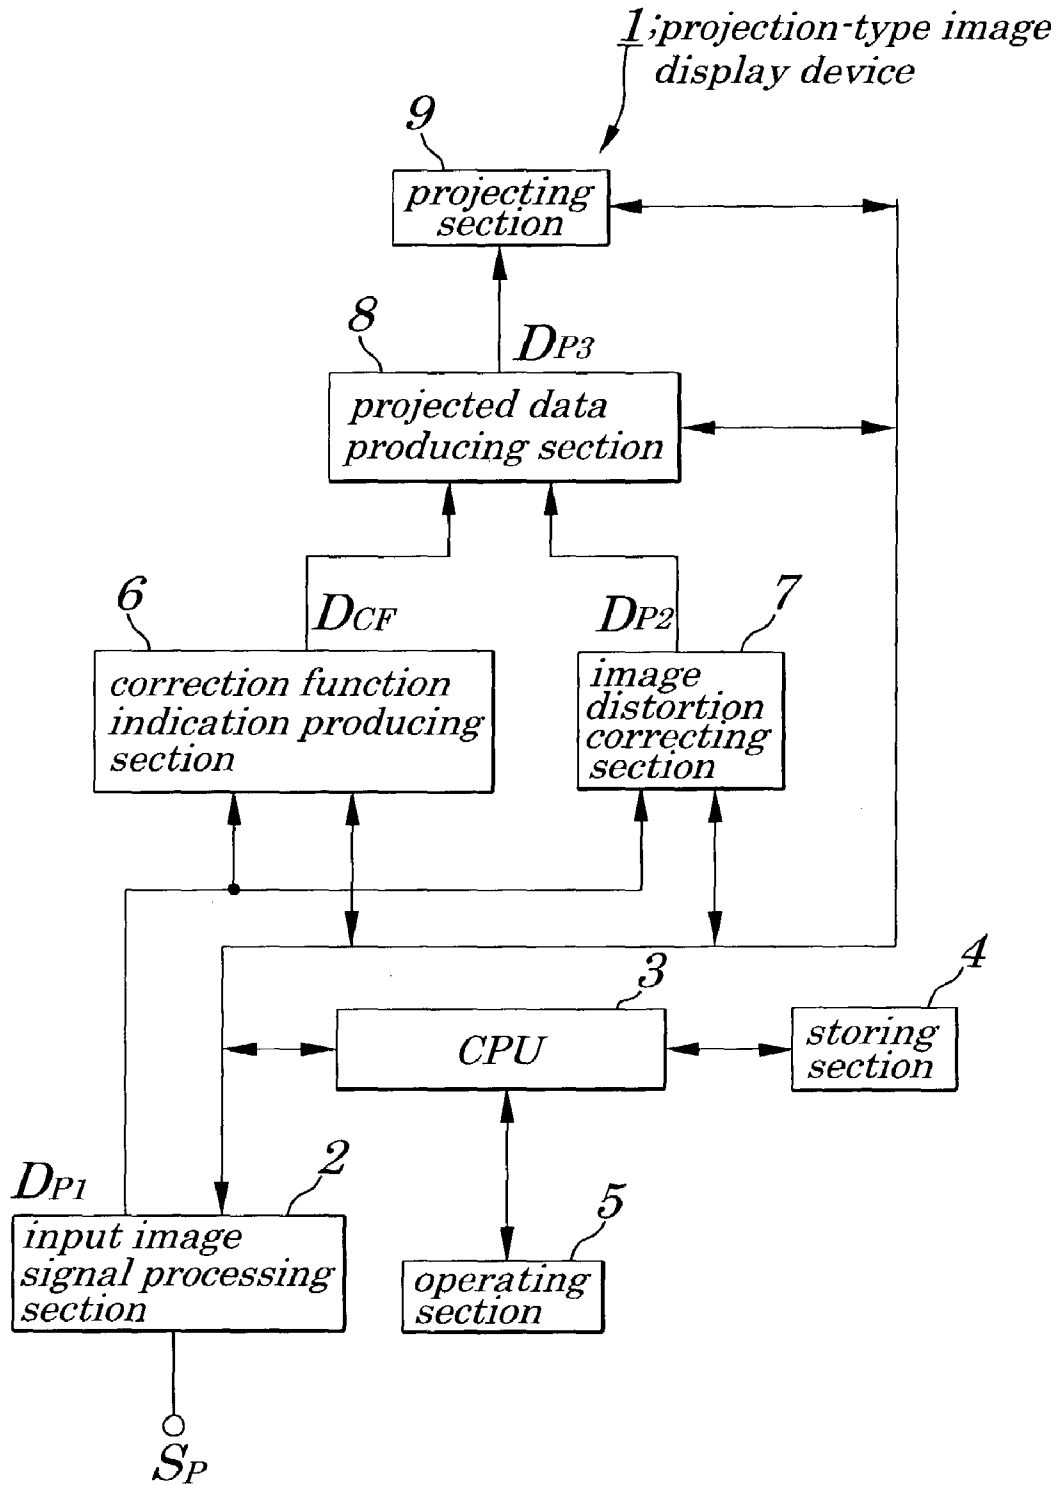 1;projection-type image
display device
9
projecting
section
8
DP3
projected data
producing section
6
DCF
DP2
7
correction function
indication producing
section
image
distortion
correcting
section
3
4
CPU
storing
section
DP1
2
5
input image
signal processing
section
operating
section
SP